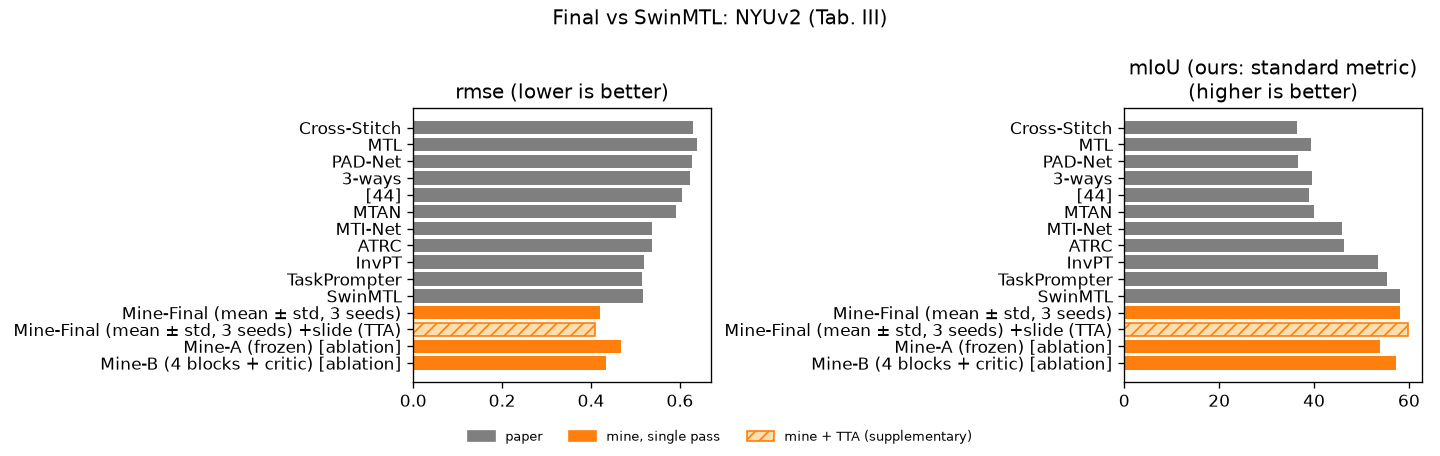 Final vs SwinMTL: NYUv2 (Tab. III)
rmse (lower is better)
Cross-Stitch
MTL
PAD-Net
3-ways
[44]
MTAN
MTI-Net
ATRC
InvPT
TaskPrompter
SwinMTL
Mine-Final (mean ± std, 3 seeds)
Mine-Final (mean ± std, 3 seeds) +slide (TTA)
Mine-A (frozen) [ablation]
Mine-B (4 blocks + critic) [ablation]
0.0 0.2 0.4 0.6
mIoU (ours: standard metric)
(higher is better)
Cross-Stitch
MTL
PAD-Net
3-ways
[44]
MTAN
MTI-Net
ATRC
InvPT
TaskPrompter
SwinMTL
Mine-Final (mean ± std, 3 seeds)
Mine-Final (mean ± std, 3 seeds) +slide (TTA)
Mine-A (frozen) [ablation]
Mine-B (4 blocks + critic) [ablation]
0 20 40 60
paper mine, single pass mine + TTA (supplementary)